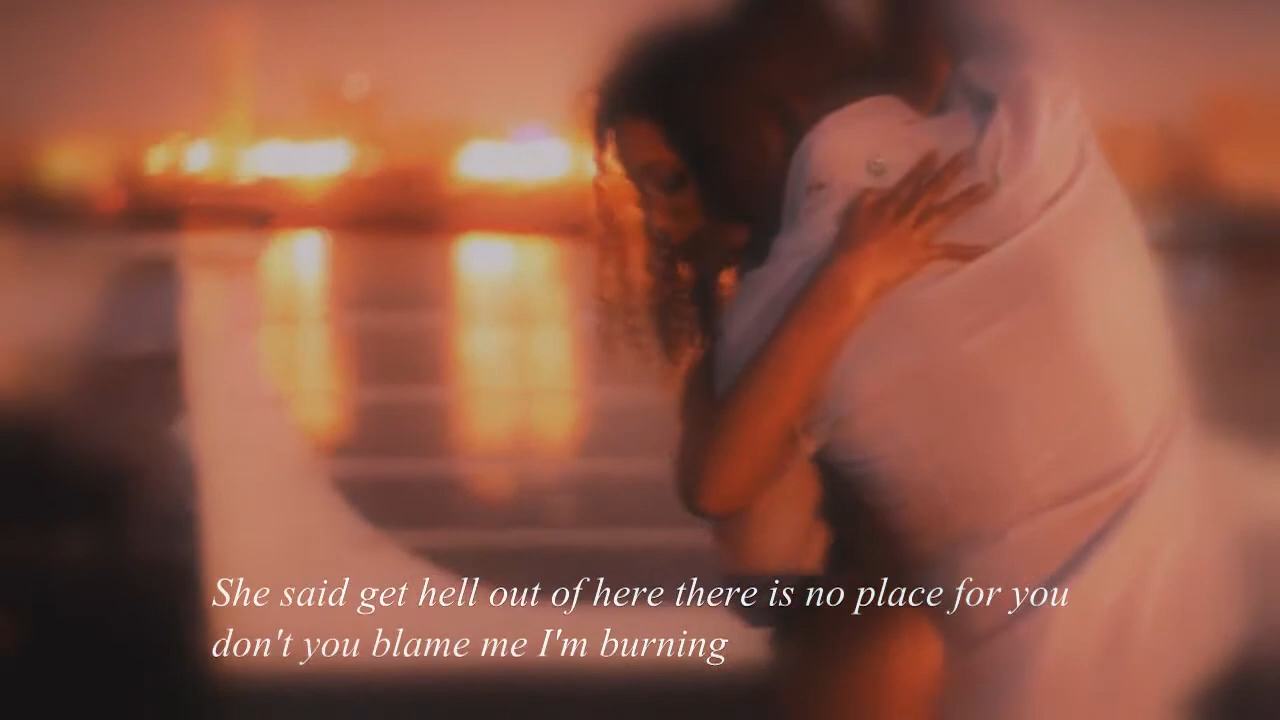 She said get hell out of here there is no place for you
don't you blame me I'm burning